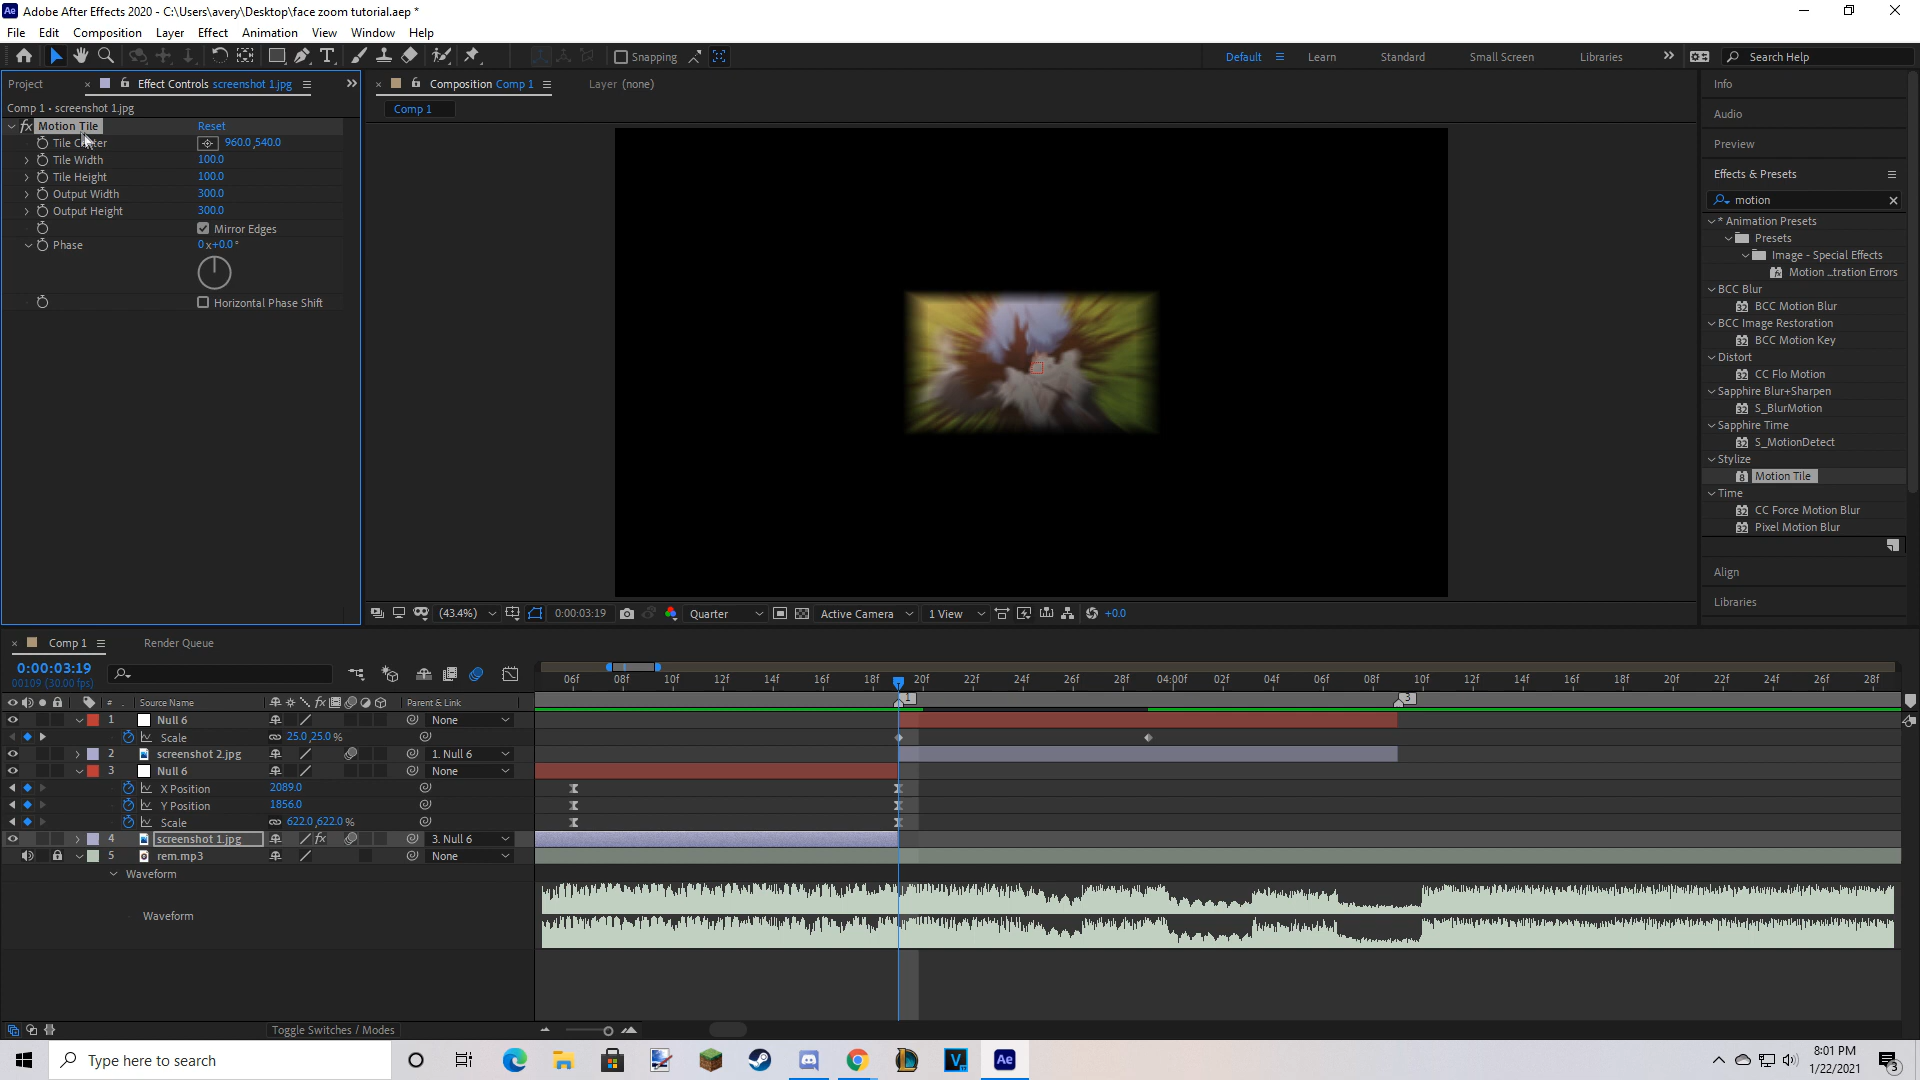 Adobe After Effects 2020 - C:\Users\avery\Desktop\face zoom tutorial.aep *
File Edit Composition Layer Effect Animation View Window Help
Snapping
Default Learn Standard Small Screen Libraries Search Help
Project Effect Controls screenshot 1.jpg
Composition Comp 1 Layer (none)
Comp 1 • screenshot 1.jpg
Comp 1
fx Motion Tile Reset
Tile Center 960.0,540.0
Tile Width 100.0
Tile Height 100.0
Output Width 300.0
Output Height 300.0
Mirror Edges
Phase 0x+0.0°
Horizontal Phase Shift
(43.4%) 0:00:03:19 Quarter Active Camera 1 View +0.0
Info
Audio
Preview
Effects & Presets
motion
* Animation Presets
Presets
Image - Special Effects
Motion ...tration Errors
BCC Blur
BCC Motion Blur
BCC Image Restoration
BCC Motion Key
Distort
CC Flo Motion
Sapphire Blur+Sharpen
S_BlurMotion
Sapphire Time
S_MotionDetect
Stylize
Motion Tile
Time
CC Force Motion Blur
Pixel Motion Blur
Align
Libraries
Comp 1 Render Queue
0:00:03:19
00109 (30.00 fps)
06f 08f 10f 12f 14f 16f 18f 20f 22f 24f 26f 28f 04:00f 02f 04f 06f 08f 10f 12f 14f 16f 18f 20f 22f 24f 26f 28f
# Source Name fx Parent & Link
1 3
1 Null 6 None
Scale 25.0,25.0%
2 screenshot 2.jpg 1. Null 6
3 Null 6 None
X Position 2089.0
Y Position 1856.0
Scale 622.0,622.0%
4 screenshot 1.jpg fx 3. Null 6
5 rem.mp3 None
Waveform
Waveform
Toggle Switches / Modes
Type here to search
Ae
8:01 PM
1/22/2021
3